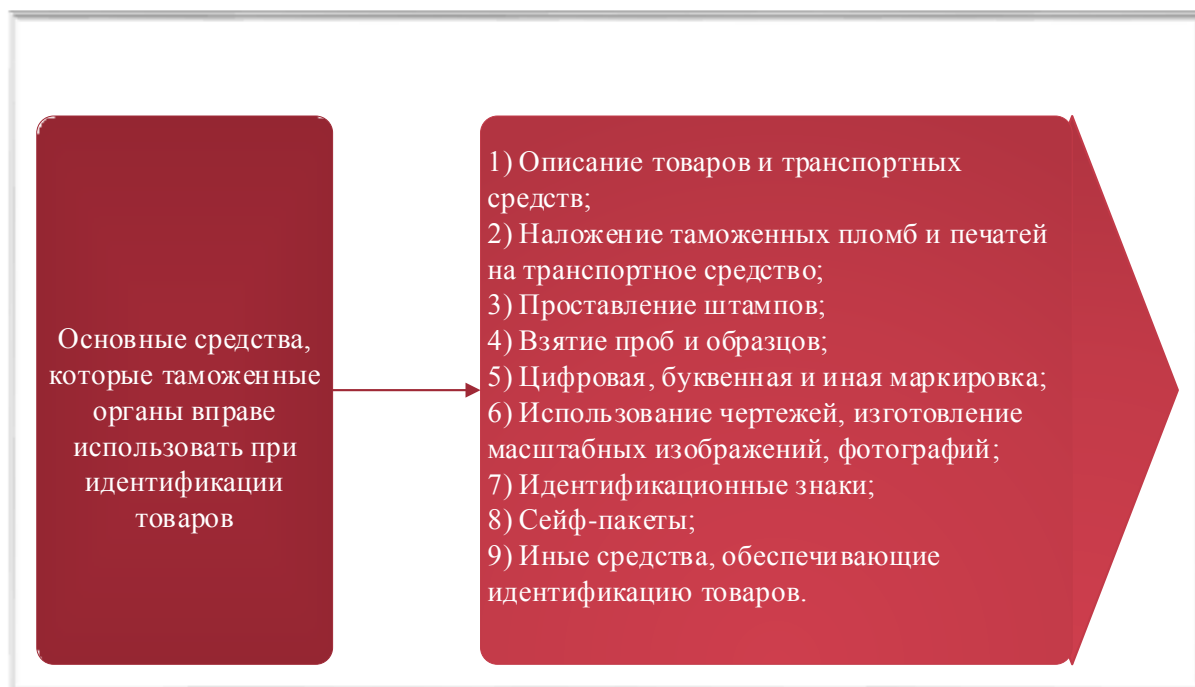 Основные средства,
которые таможенные
органы вправе
использовать при
идентификации
товаров
1) Описание товаров и транспортных
средств;
2) Наложение таможенных пломб и печатей
на транспортное средство;
3) Проставление штампов;
4) Взятие проб и образцов;
5) Цифровая, буквенная и иная маркировка;
6) Использование чертежей, изготовление
масштабных изображений, фотографий;
7) Идентификационные знаки;
8) Сейф-пакеты;
9) Иные средства, обеспечивающие
идентификацию товаров.